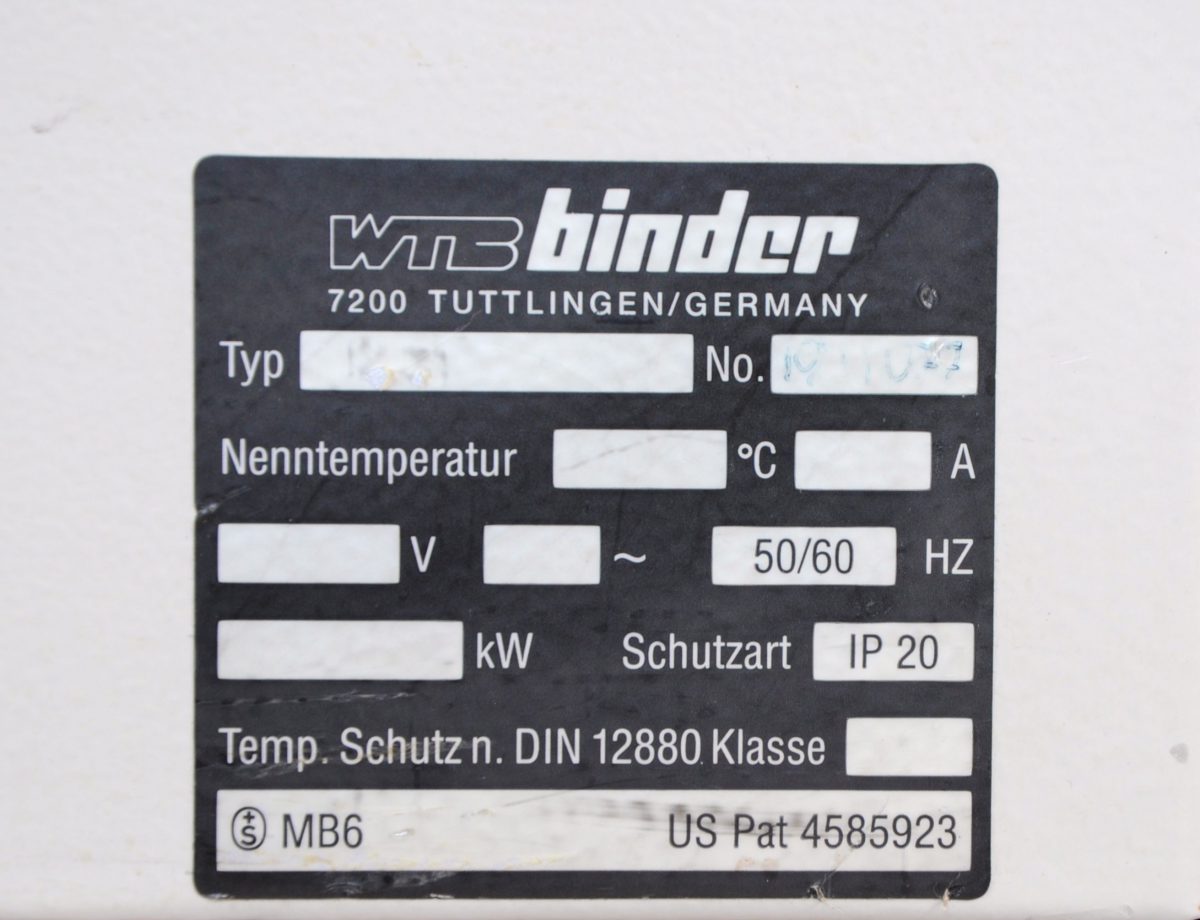 WTC binder
7200 TUTTLINGEN/GERMANY
Typ No.
Nenntemperatur °C A
V ~ 50/60 HZ
kW Schutzart IP 20
Temp. Schutz n. DIN 12880 Klasse
+S MB6 US Pat 4585923